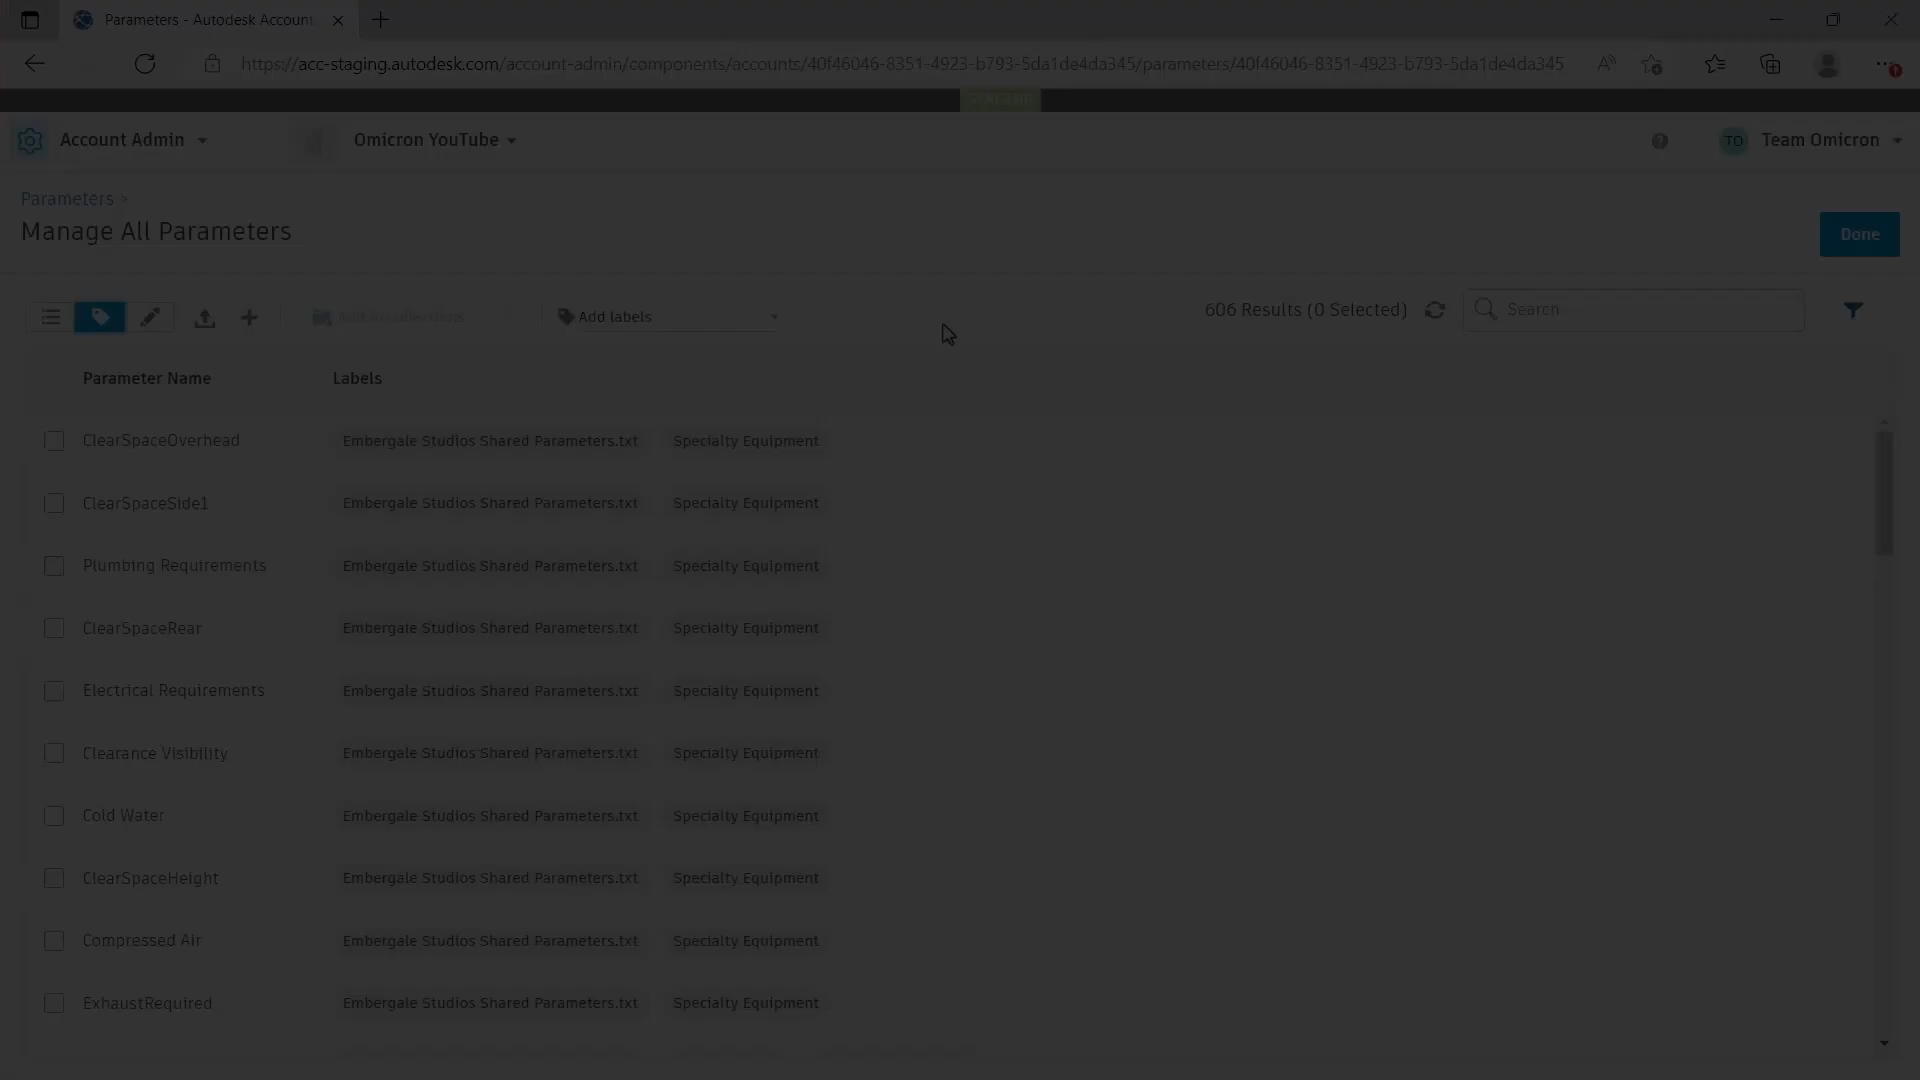 Parameters - Autodesk Account
https://acc-staging.autodesk.com/account-admin/components/accounts/40f46046-8351-4923-b793-5da1de4da345/parameters/40f46046-8351-4923-b793-5da1de4da345
Account Admin
Omicron YouTube
TO
Team Omicron
Parameters >
Manage All Parameters
Done
Add labels
606 Results (0 Selected)
Search
Parameter Name
Labels
ClearSpaceOverhead Embergale Studios Shared Parameters.txt Specialty Equipment
ClearSpaceSide1 Embergale Studios Shared Parameters.txt Specialty Equipment
Plumbing Requirements Embergale Studios Shared Parameters.txt Specialty Equipment
ClearSpaceRear Embergale Studios Shared Parameters.txt Specialty Equipment
Electrical Requirements Embergale Studios Shared Parameters.txt Specialty Equipment
Clearance Visibility Embergale Studios Shared Parameters.txt Specialty Equipment
Cold Water Embergale Studios Shared Parameters.txt Specialty Equipment
ClearSpaceHeight Embergale Studios Shared Parameters.txt Specialty Equipment
Compressed Air Embergale Studios Shared Parameters.txt Specialty Equipment
ExhaustRequired Embergale Studios Shared Parameters.txt Specialty Equipment